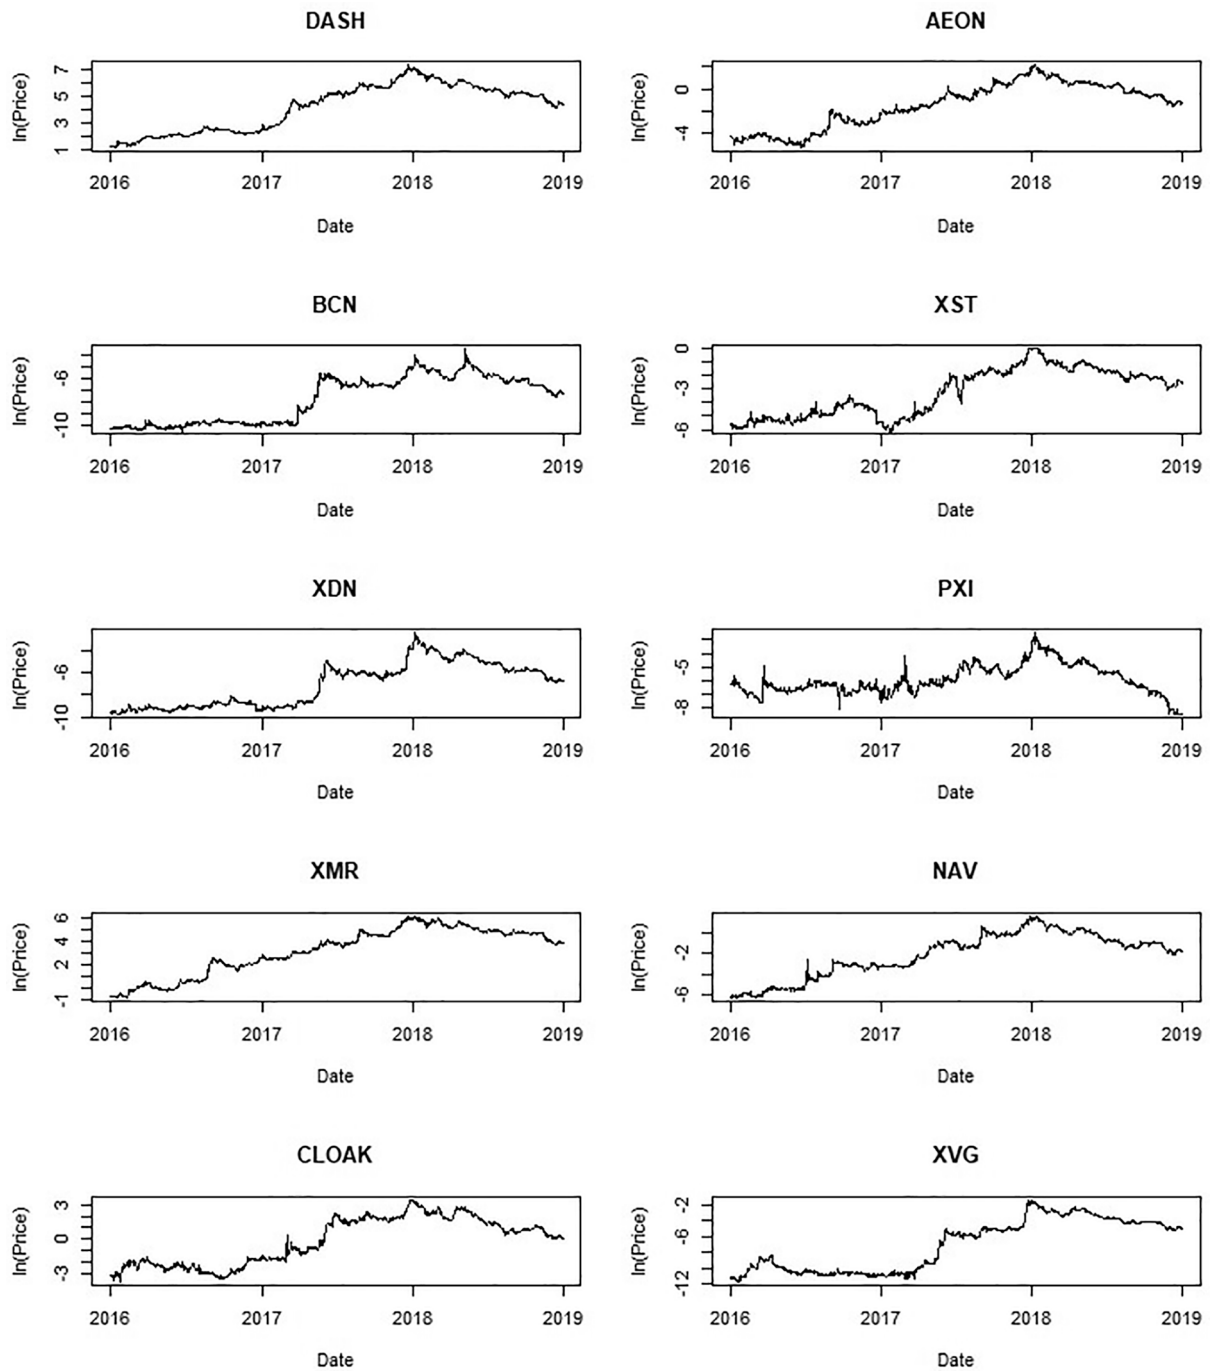 DASH
ln(Price)
7
5
3
1
2016 2017 2018 2019
Date
AEON
ln(Price)
0
-4
2016 2017 2018 2019
Date
BCN
ln(Price)
-6
-10
2016 2017 2018 2019
Date
XST
ln(Price)
0
-3
-6
2016 2017 2018 2019
Date
XDN
ln(Price)
-6
-10
2016 2017 2018 2019
Date
PXI
ln(Price)
-5
-8
2016 2017 2018 2019
Date
XMR
ln(Price)
6
4
2
-1
2016 2017 2018 2019
Date
NAV
ln(Price)
-2
-6
2016 2017 2018 2019
Date
CLOAK
ln(Price)
3
0
-3
2016 2017 2018 2019
Date
XVG
ln(Price)
-2
-6
-12
2016 2017 2018 2019
Date